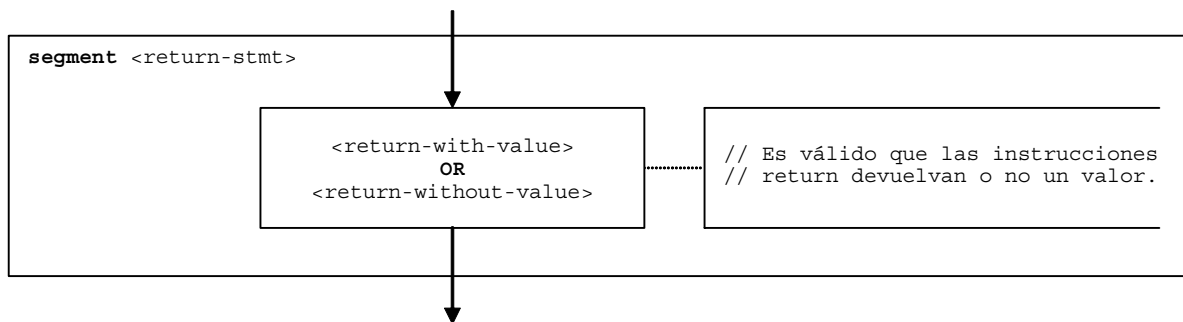 segment <return-stmt>
<return-with-value>
OR
<return-without-value>
// Es válido que las instrucciones
// return devuelvan o no un valor.